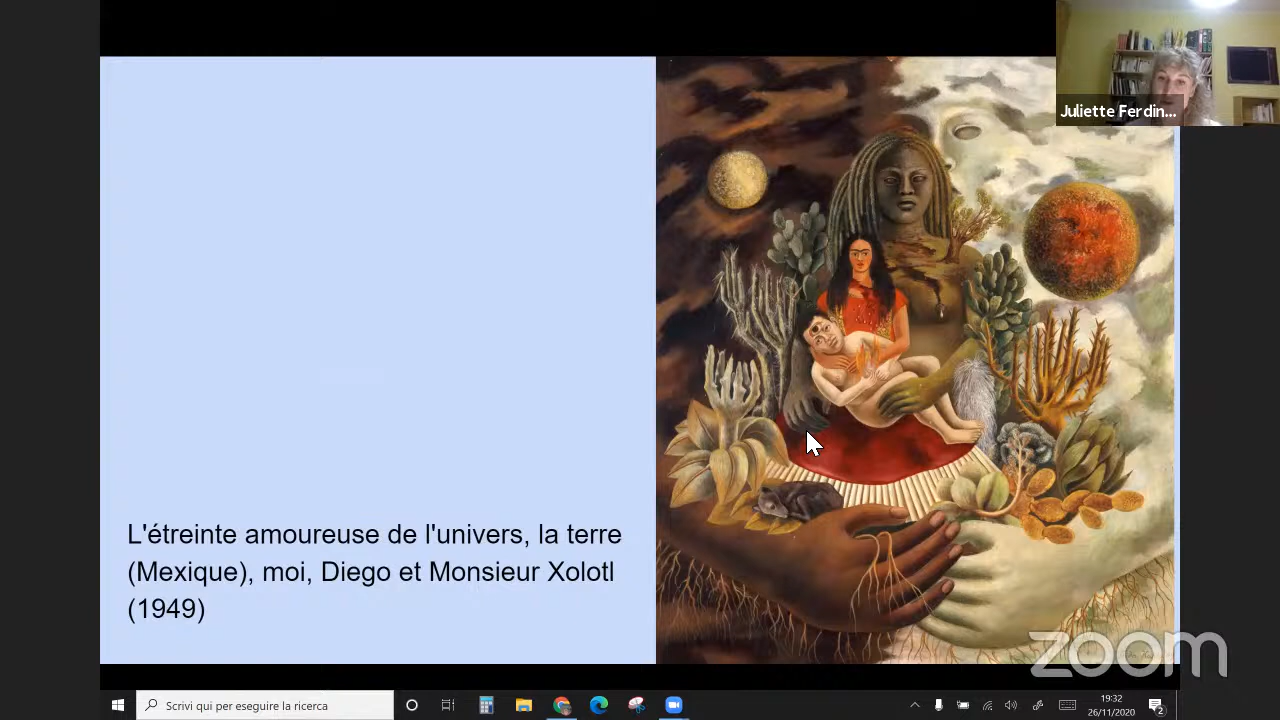 Juliette Ferdin...
L'étreinte amoureuse de l'univers, la terre
(Mexique), moi, Diego et Monsieur Xolotl
(1949)
zoom
Scrivi qui per eseguire la ricerca
19:32
26/11/2020
2